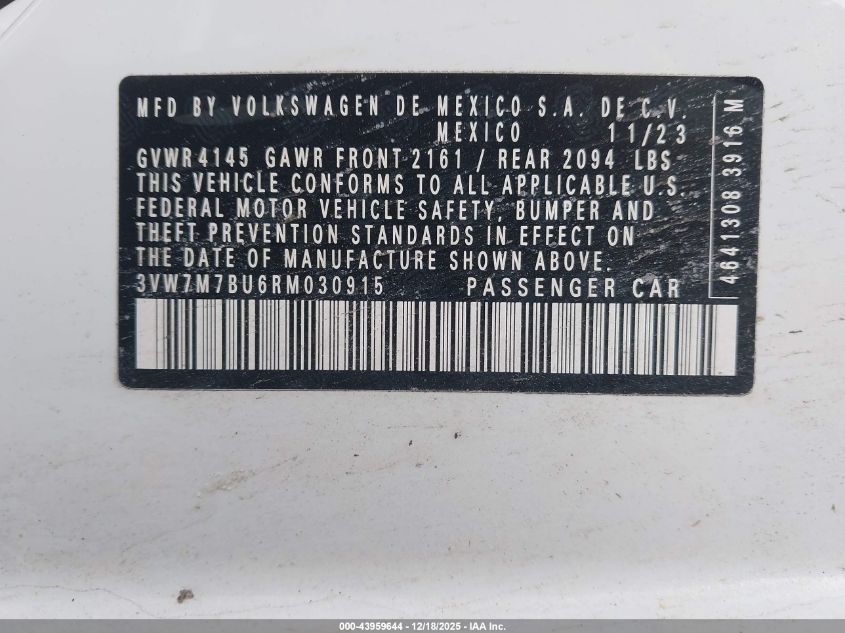 MFD BY VOLKSWAGEN DE MEXICO S.A. DE C.V.
MEXICO 11/23
GVWR 4145 GAWR FRONT 2161 / REAR 2094 LBS
THIS VEHICLE CONFORMS TO ALL APPLICABLE U.S.
FEDERAL MOTOR VEHICLE SAFETY, BUMPER AND
THEFT PREVENTION STANDARDS IN EFFECT ON
THE DATE OF MANUFACTURE SHOWN ABOVE.
3VW7M7BU6RM030915 PASSENGER CAR
4641308 3916 M
000-43959644 - 12/18/2025 - IAA Inc.